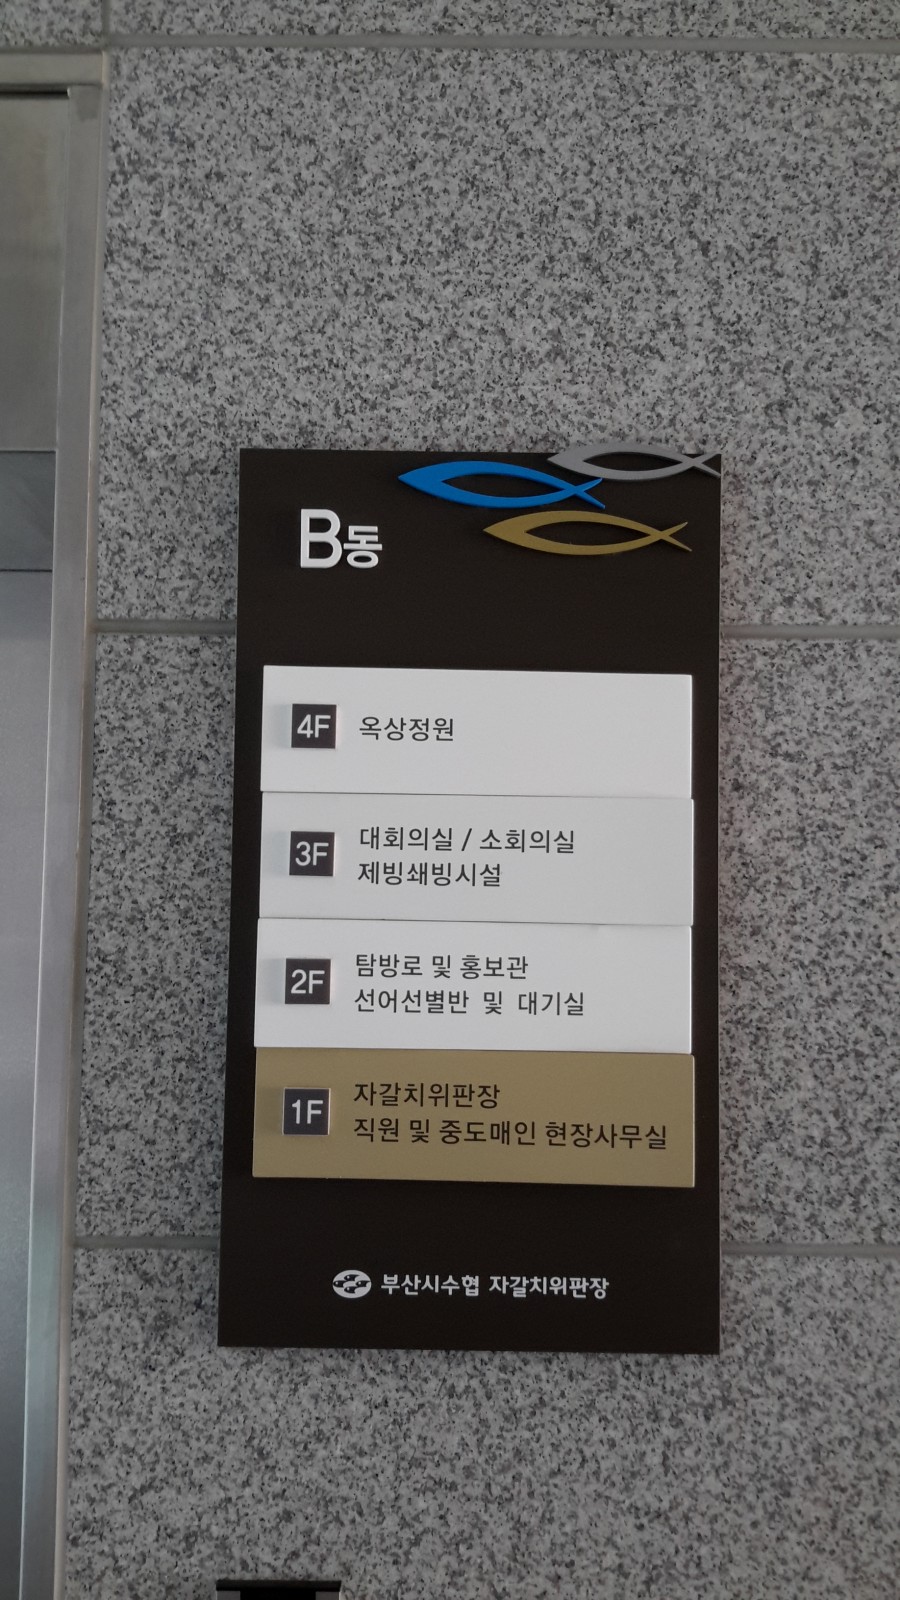 B동
4F 옥상정원
3F 대회의실 / 소회의실
제빙쇄빙시설
2F 탐방로 및 홍보관
선어선별반 및 대기실
1F 자갈치위판장
직원 및 중도매인 현장사무실
부산시수협 자갈치위판장